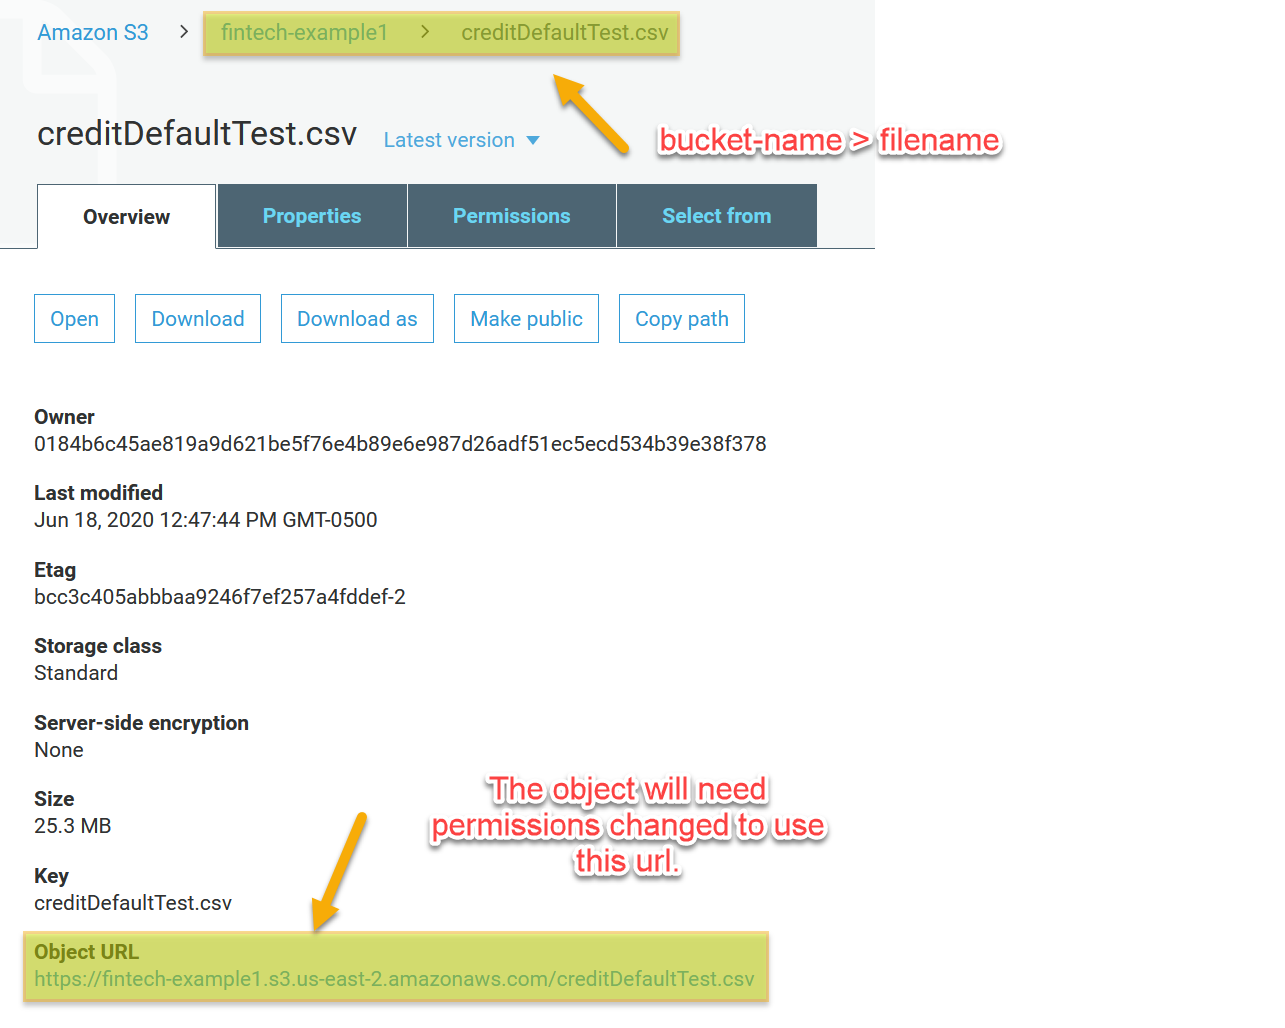 Amazon S3 > fintech-example1 > creditDefaultTest.csv
creditDefaultTest.csv Latest version
bucket-name > filename
Overview Properties Permissions Select from
Open Download Download as Make public Copy path
Owner
0184b6c45ae819a9d621be5f76e4b89e6e987d26adf51ec5ecd534b39e38f378
Last modified
Jun 18, 2020 12:47:44 PM GMT-0500
Etag
bcc3c405abbbaa9246f7ef257a4fddef-2
Storage class
Standard
Server-side encryption
None
Size
25.3 MB
The object will need
permissions changed to use
this url.
Key
creditDefaultTest.csv
Object URL
https://fintech-example1.s3.us-east-2.amazonaws.com/creditDefaultTest.csv